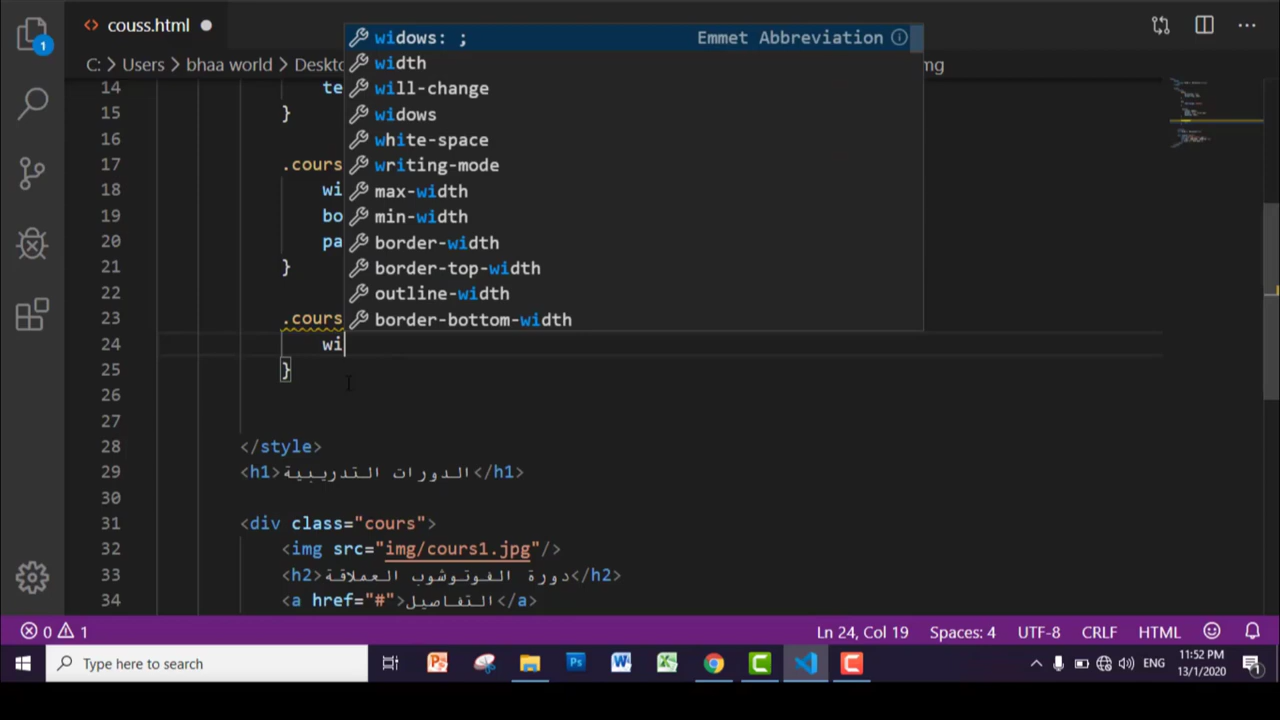 couss.html
C: > Users > bhaa world > Deskto
mg
1
widows: ; Emmet Abbreviation
width
will-change
widows
white-space
writing-mode
max-width
min-width
border-width
border-top-width
outline-width
border-bottom-width
14 te
15 }
16
17 .cours
18 wi
19 bo
20 pa
21 }
22
23 .cours
24 wi
25 }
26
27
28 </style>
29 <h1>الدورات التدريبية</h1>
30
31 <div class="cours">
32 <img src="img/cours1.jpg"/>
33 <h2>دورة الفوتوشوب العملاقة</h2>
34 <a href="#">التفاصيل</a>
0 1 Ln 24, Col 19 Spaces: 4 UTF-8 CRLF HTML
Type here to search
ENG
11:52 PM
13/1/2020
1